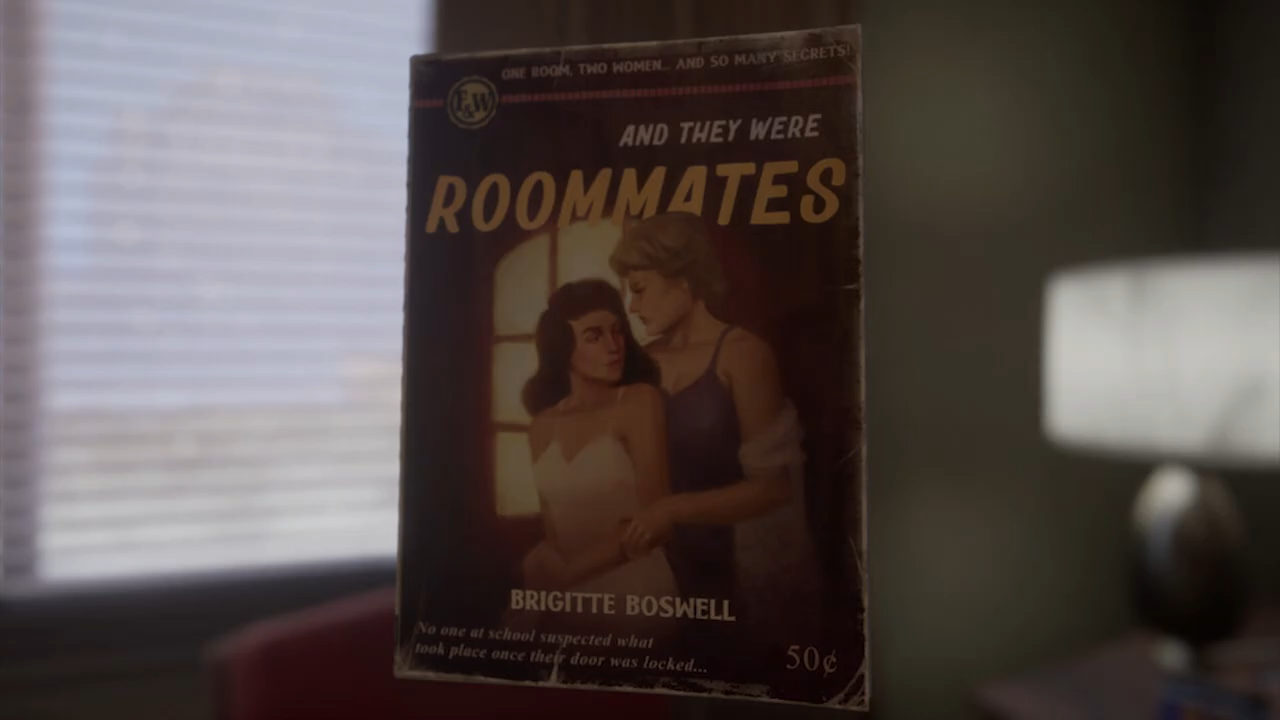 ONE ROOM, TWO WOMEN... AND SO MANY SECRETS!
F&W
AND THEY WERE
ROOMMATES
BRIGITTE BOSWELL
No one at school suspected what
took place once their door was locked...
50¢